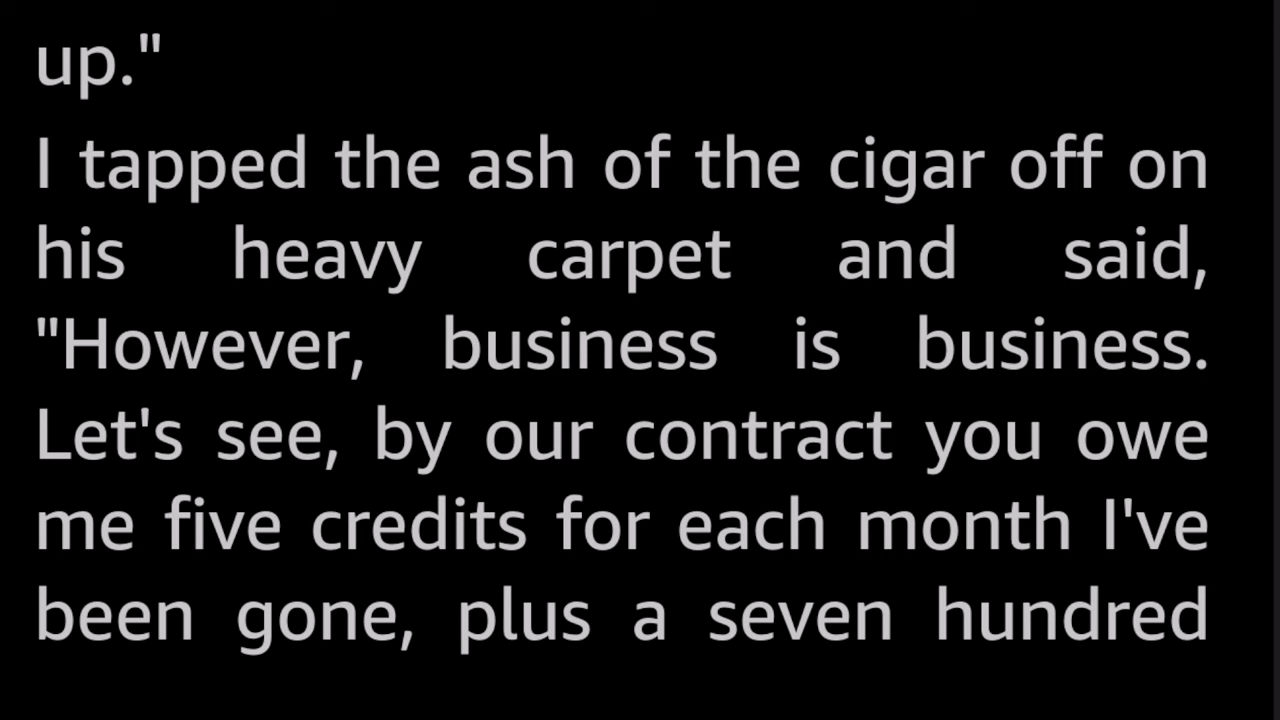 up."
I tapped the ash of the cigar off on
his heavy carpet and said,
"However, business is business.
Let's see, by our contract you owe
me five credits for each month I've
been gone, plus a seven hundred